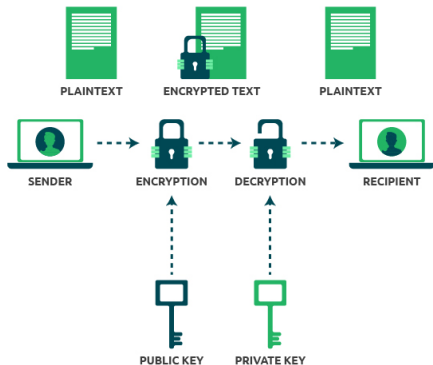 PLAINTEXT
ENCRYPTED TEXT
PLAINTEXT
SENDER
ENCRYPTION
DECRYPTION
RECIPIENT
PUBLIC KEY
PRIVATE KEY